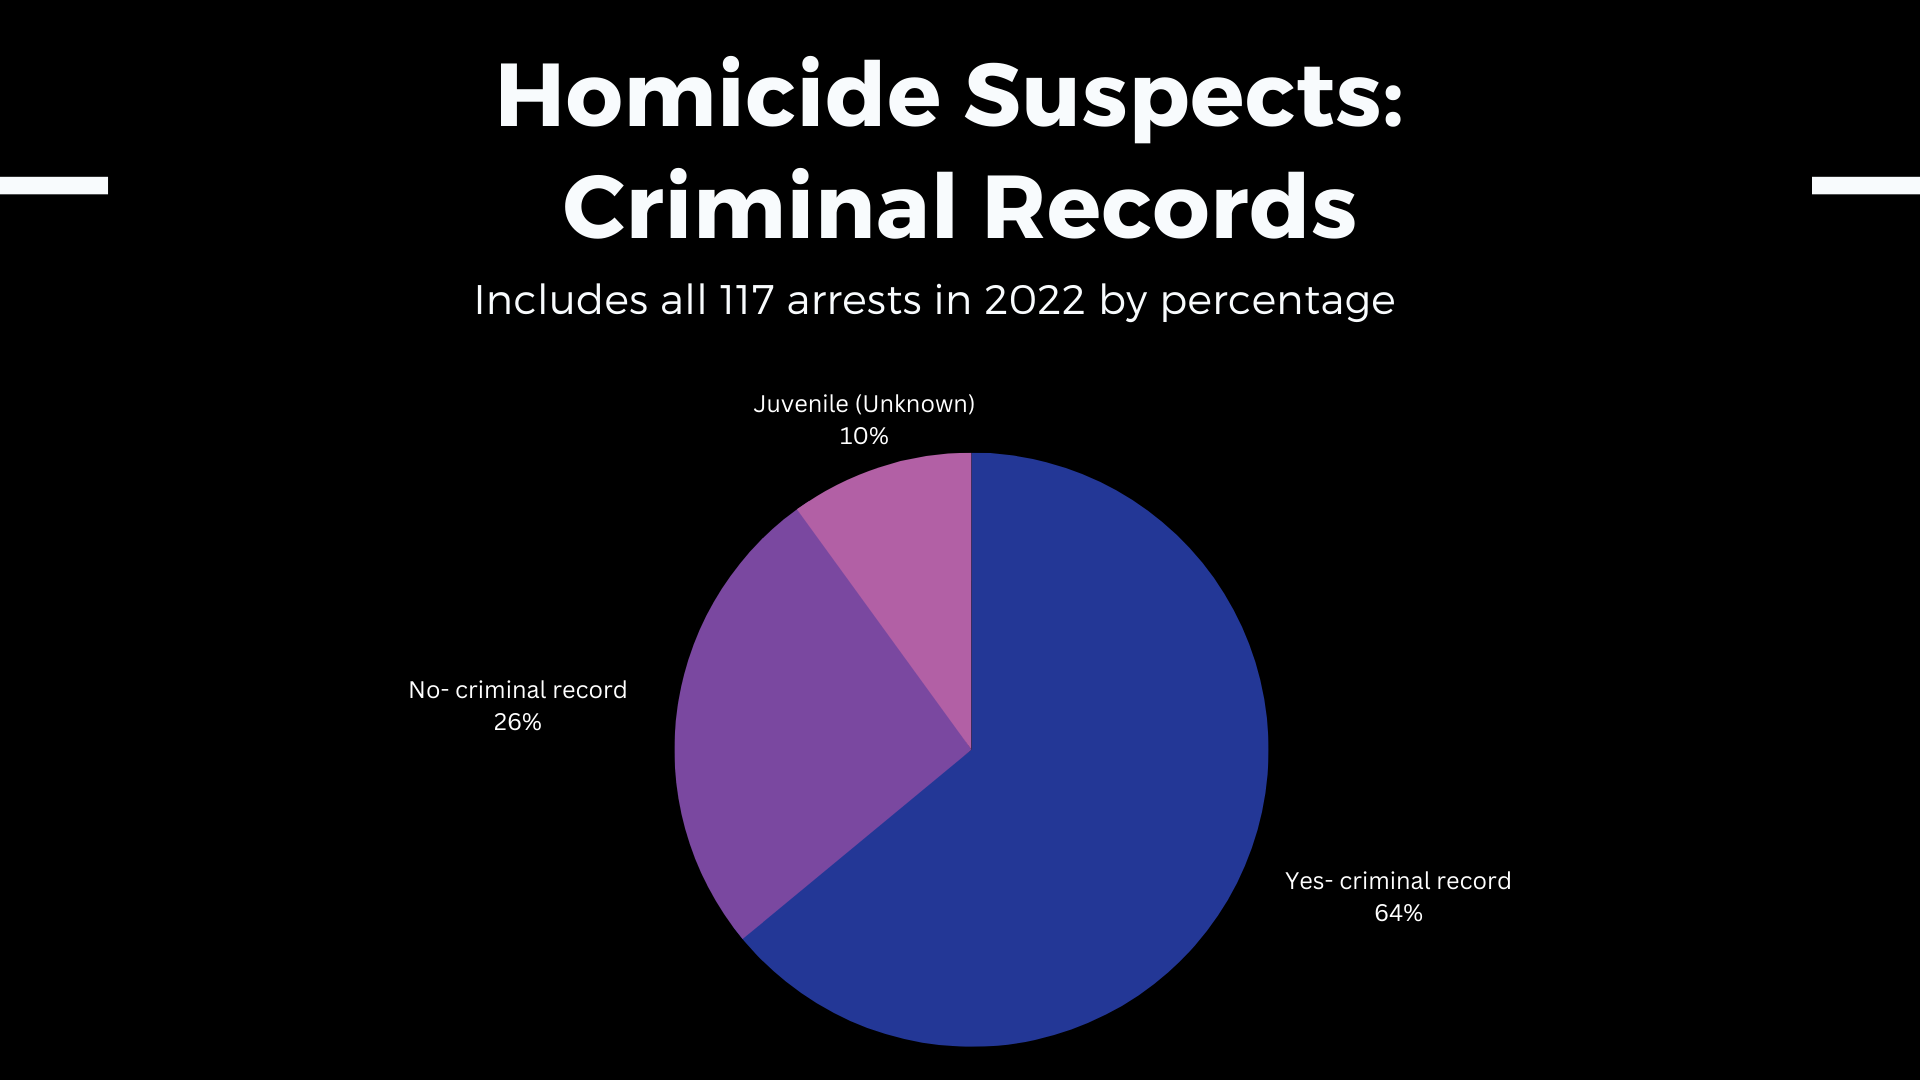 Homicide Suspects:
Criminal Records
Includes all 117 arrests in 2022 by percentage
Juvenile (Unknown)
10%
No- criminal record
26%
Yes- criminal record
64%